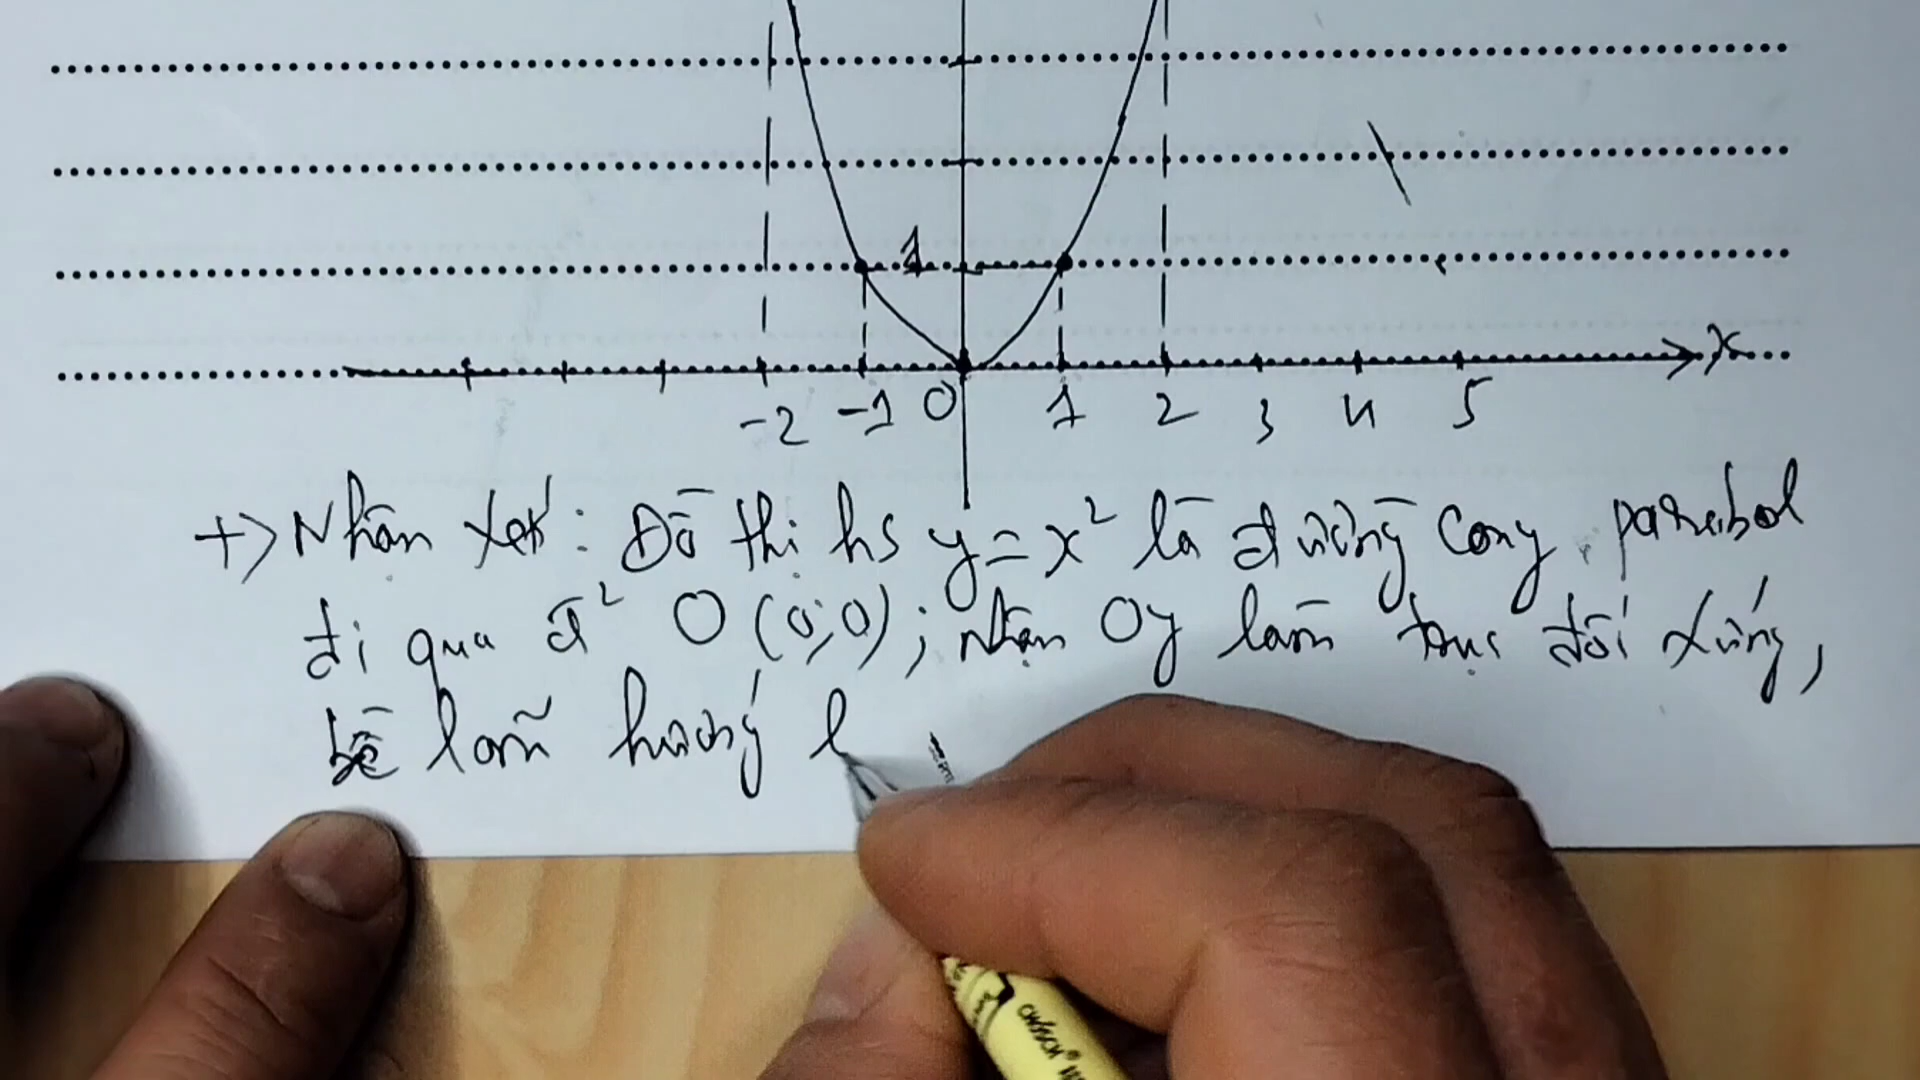 1
x
-2 -1 0 1 2 3 4 5
+> Nhận xét: Đồ thị hs y = x² là đường cong parabol
đi qua đ² O (0;0); nhận Oy làm trục đối xứng,
bề lõm hướng l